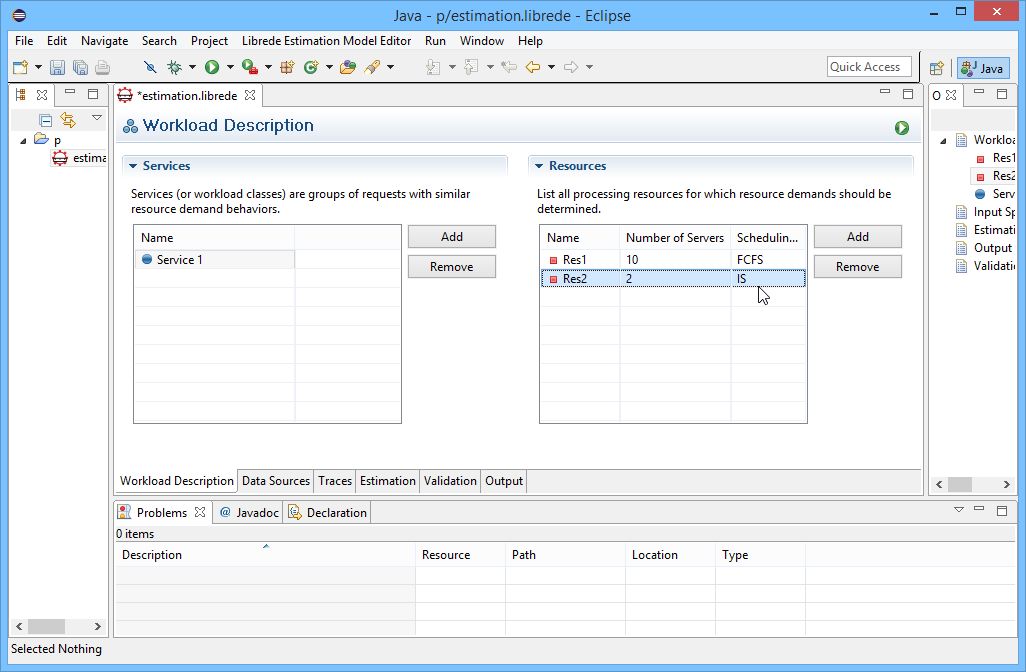 Java - p/estimation.librede - Eclipse
File Edit Navigate Search Project Librede Estimation Model Editor Run Window Help
Quick Access Java
*estimation.librede
Workload Description
p
estima
Services
Services (or workload classes) are groups of requests with similar
resource demand behaviors.
Name
Service 1
Add
Remove
Resources
List all processing resources for which resource demands should be
determined.
Name Number of Servers Schedulin...
Res1 10 FCFS
Res2 2 IS
Add
Remove
O
Workloa
Res1
Res2
Serv
Input Sp
Estimati
Output
Validatio
Workload Description Data Sources Traces Estimation Validation Output
Problems @ Javadoc Declaration
0 items
Description Resource Path Location Type
Selected Nothing